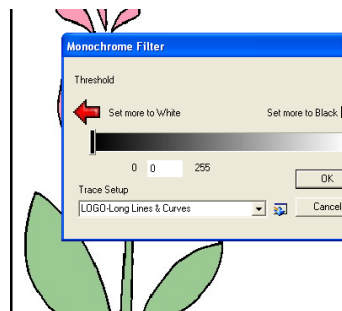 Monochrome Filter
Threshold
Set more to White
Set more to Black
0 0 255
OK
Trace Setup
LOGO-Long Lines & Curves
Cancel